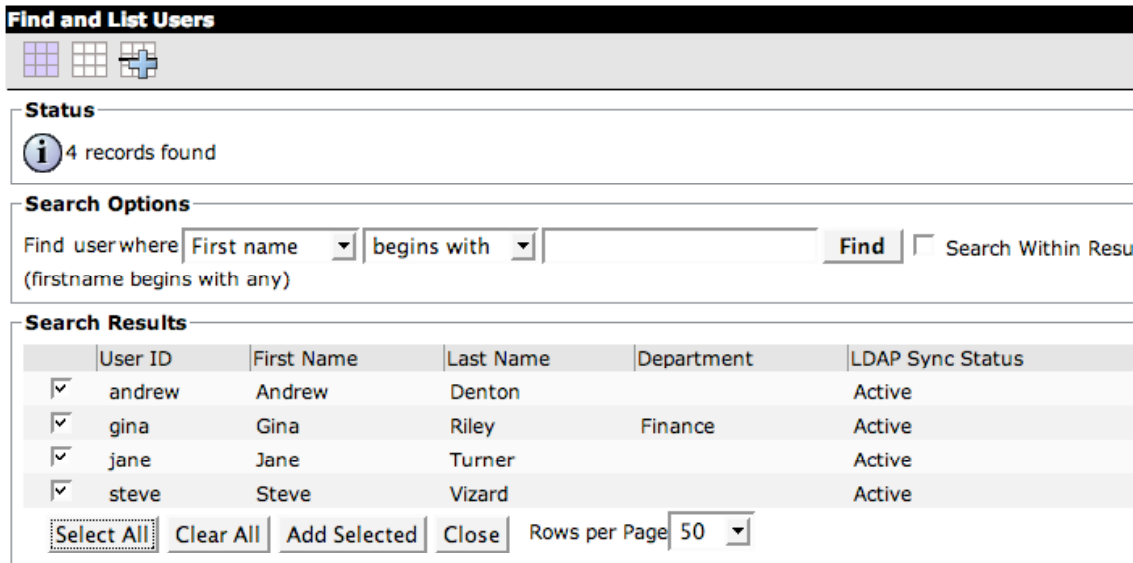 Find and List Users
Status
i 4 records found
Search Options
Find user where First name begins with Find Search Within Resu
(firstname begins with any)
Search Results
User ID First Name Last Name Department LDAP Sync Status
andrew Andrew Denton Active
gina Gina Riley Finance Active
jane Jane Turner Active
steve Steve Vizard Active
Select All Clear All Add Selected Close Rows per Page 50